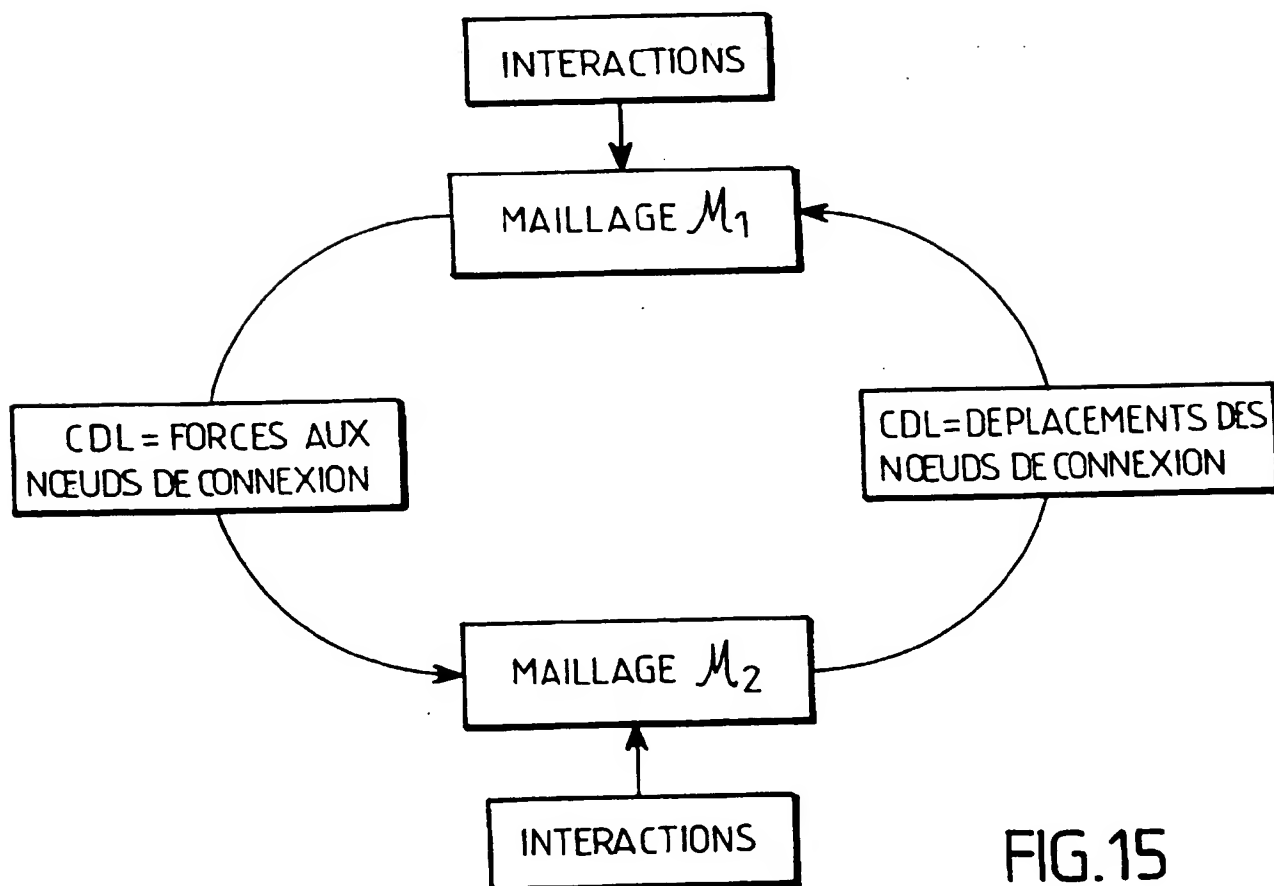 INTERACTIONS
MAILLAGE M1
CDL = FORCES AUX
NŒUDS DE CONNEXION
CDL=DEPLACEMENTS DES
NŒUDS DE CONNEXION
MAILLAGE M2
INTERACTIONS
FIG.15